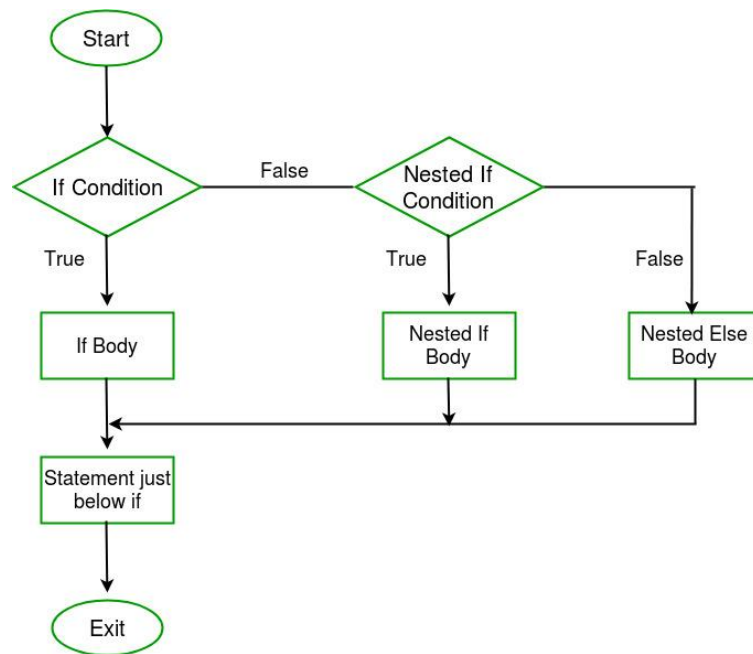 Start
If Condition
False
Nested If
Condition
True
True
False
If Body
Nested If
Body
Nested Else
Body
Statement just
below if
Exit